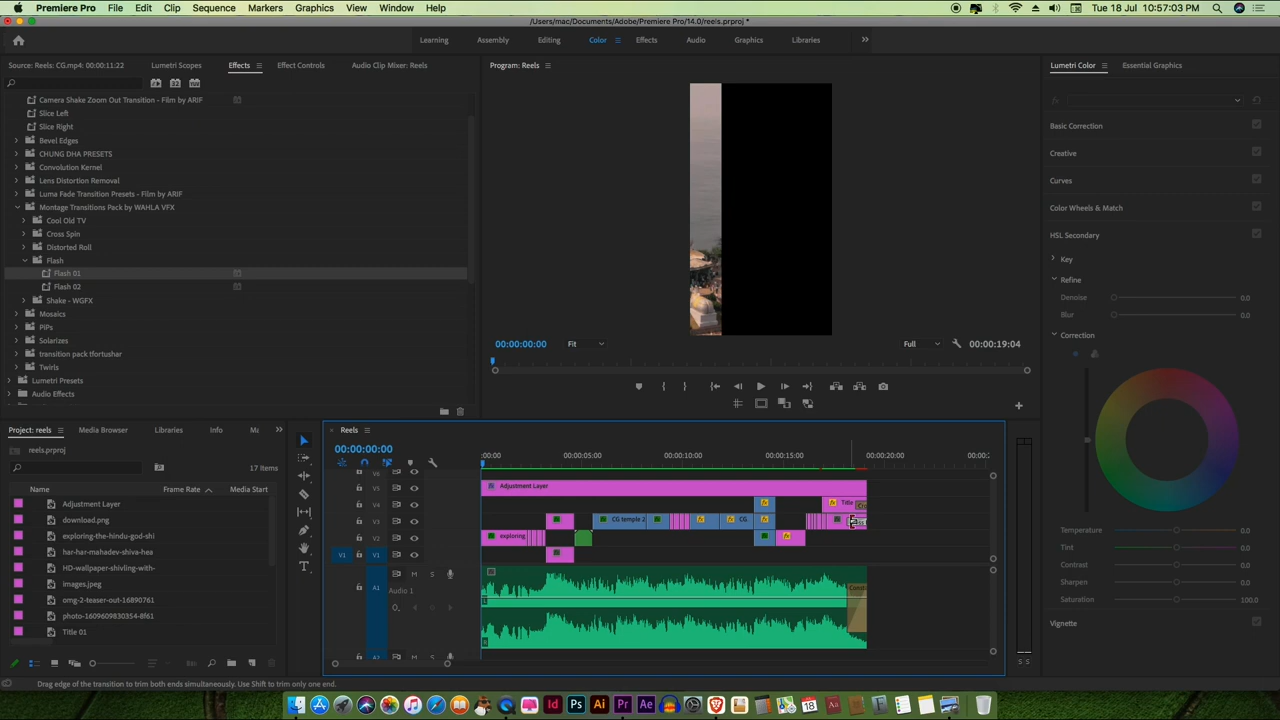 Premiere Pro File Edit Clip Sequence Markers Graphics View Window Help Tue 18 Jul 10:57:03 PM
/Users/mac/Documents/Adobe/Premiere Pro/14.0/reels.prproj *
Learning Assembly Editing Color Effects Audio Graphics Libraries
Source: Reels: CG.mp4: 00:00:11:22 Lumetri Scopes Effects Effect Controls Audio Clip Mixer: Reels
Program: Reels
Lumetri Color Essential Graphics
Camera Shake Zoom Out Transition - Film by ARIF
Slice Left
Slice Right
Bevel Edges
CHUNG DHA PRESETS
Convolution Kernel
Lens Distortion Removal
Luma Fade Transition Presets - Film by ARIF
Montage Transitions Pack by WAHLA VFX
Cool Old TV
Cross Spin
Distorted Roll
Flash
Flash 01
Flash 02
Shake - WGFX
Mosaics
PiPs
Solarizes
transition pack tfortushar
Twirls
Lumetri Presets
Audio Effects
00:00:00:00 Fit Full 00:00:19:04
fx
Basic Correction
Creative
Curves
Color Wheels & Match
HSL Secondary
Key
Refine
Denoise 0.0
Blur 0.0
Correction
Temperature 0.0
Tint 0.0
Contrast 0.0
Sharpen 0.0
Saturation 100.0
Vignette
Project: reels Media Browser Libraries Info
reels.prproj
17 items
Name Frame Rate Media Start
Adjustment Layer
download.png
exploring-the-hindu-god-shi
har-har-mahadev-shiva-hea
HD-wallpaper-shivling-with-
images.jpeg
omg-2-teaser-out-16890761
photo-1609609830354-8f61
Title 01
Reels
00:00:00:00
:00:00 00:00:05:00 00:00:10:00 00:00:15:00 00:00:20:00 00:00:2
V6
V5 Adjustment Layer
V4 Title
V3 CG temple 2 CG.
V2 exploring
V1 V1
A1 M S
Audio 1
L
R
A2
S S
Drag edge of the transition to trim both ends simultaneously. Use Shift to trim only one end.